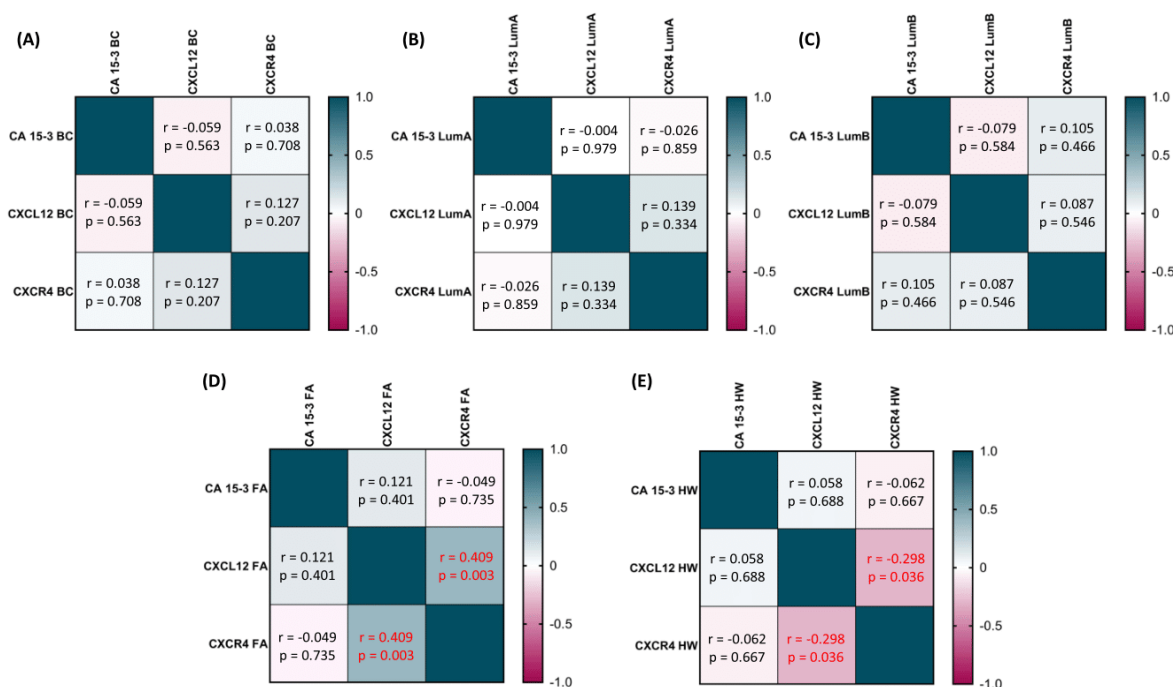 (A)
CA 15-3 BC
CXCL12 BC
CXCR4 BC
CA 15-3 BC
r = -0.059
p = 0.563
r = 0.038
p = 0.708
CXCL12 BC
r = -0.059
p = 0.563
r = 0.127
p = 0.207
CXCR4 BC
r = 0.038
p = 0.708
r = 0.127
p = 0.207
1.0
0.5
0
-0.5
-1.0
(B)
CA 15-3 LumA
CXCL12 LumA
CXCR4 LumA
CA 15-3 LumA
r = -0.004
p = 0.979
r = -0.026
p = 0.859
CXCL12 LumA
r = -0.004
p = 0.979
r = 0.139
p = 0.334
CXCR4 LumA
r = -0.026
p = 0.859
r = 0.139
p = 0.334
1.0
0.5
0
-0.5
-1.0
(C)
CA 15-3 LumB
CXCL12 LumB
CXCR4 LumB
CA 15-3 LumB
r = -0.079
p = 0.584
r = 0.105
p = 0.466
CXCL12 LumB
r = -0.079
p = 0.584
r = 0.087
p = 0.546
CXCR4 LumB
r = 0.105
p = 0.466
r = 0.087
p = 0.546
1.0
0.5
0
-0.5
-1.0
(D)
CA 15-3 FA
CXCL12 FA
CXCR4 FA
CA 15-3 FA
r = 0.121
p = 0.401
r = -0.049
p = 0.735
CXCL12 FA
r = 0.121
p = 0.401
r = 0.409
p = 0.003
CXCR4 FA
r = -0.049
p = 0.735
r = 0.409
p = 0.003
1.0
0.5
0
-0.5
-1.0
(E)
CA 15-3 HW
CXCL12 HW
CXCR4 HW
CA 15-3 HW
r = 0.058
p = 0.688
r = -0.062
p = 0.667
CXCL12 HW
r = 0.058
p = 0.688
r = -0.298
p = 0.036
CXCR4 HW
r = -0.062
p = 0.667
r = -0.298
p = 0.036
1.0
0.5
0
-0.5
-1.0